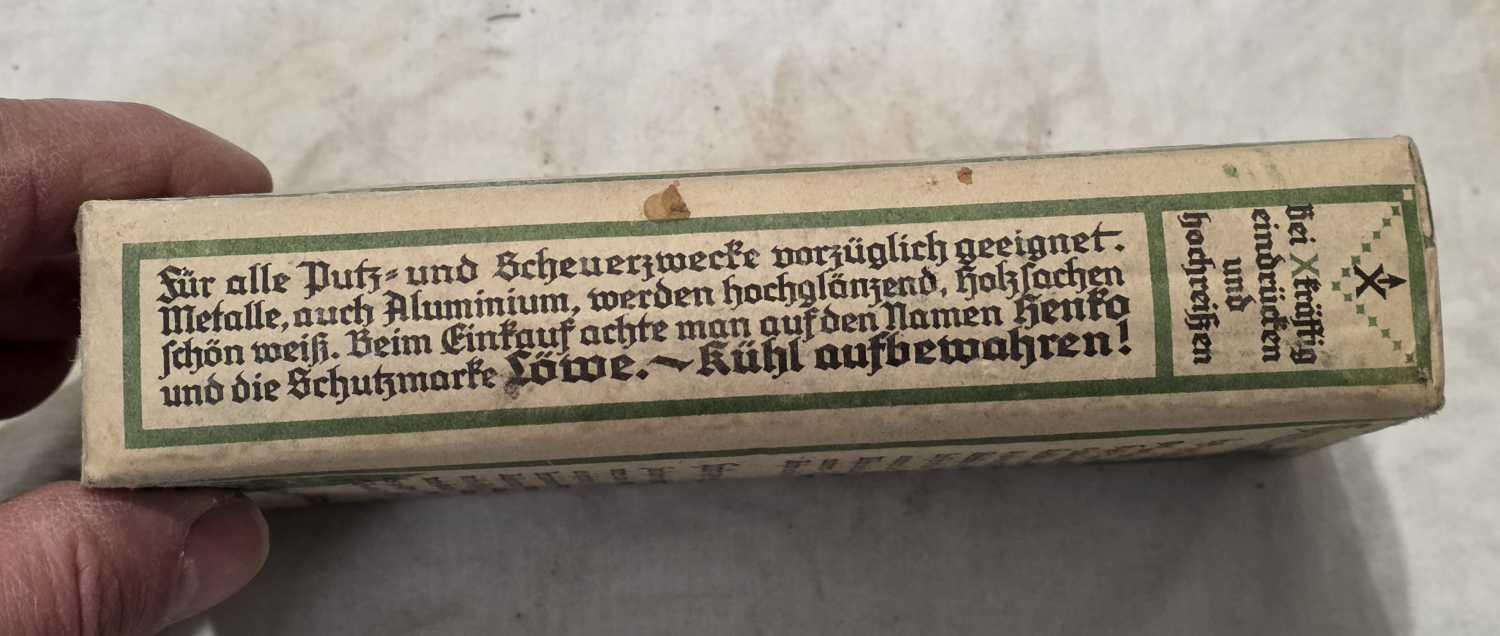 Für alle Putz- und Scheuerzwecke vorzüglich geeignet.
Metalle, auch Aluminium, werden hochglänzend, Holzsachen
schön weiß. Beim Einkauf achte man auf den Namen Henko
und die Schutzmarke Löwe. ~ Kühl aufbewahren!
bei X kräftig
eindrücken
und
hochreißen
X